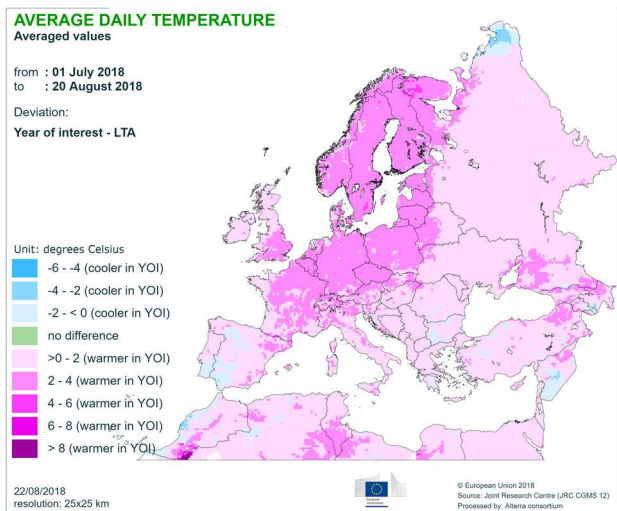 AVERAGE DAILY TEMPERATURE
Averaged values
from : 01 July 2018
to : 20 August 2018
Deviation:
Year of interest - LTA
Unit: degrees Celsius
-6 - -4 (cooler in YOI)
-4 - -2 (cooler in YOI)
-2 - < 0 (cooler in YOI)
no difference
>0 - 2 (warmer in YOI)
2 - 4 (warmer in YOI)
4 - 6 (warmer in YOI)
6 - 8 (warmer in YOI)
> 8 (warmer in YOI)
22/08/2018
resolution: 25x25 km
European
Commission
© European Union 2018
Source: Joint Research Centre (JRC CGMS 12)
Processed by: Alterra consortium